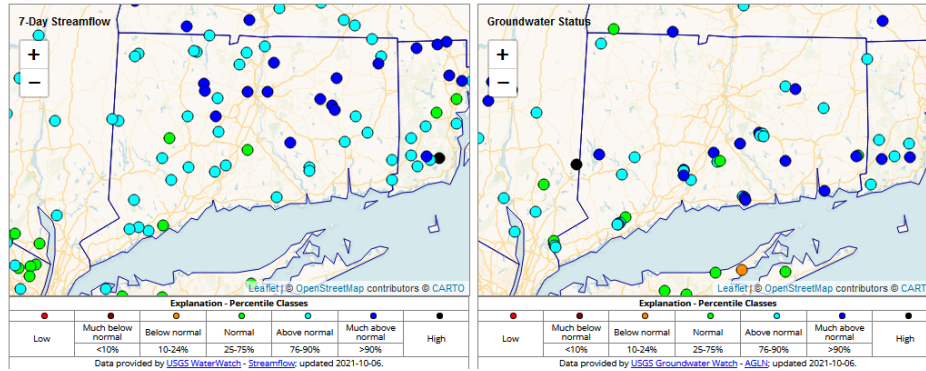 7-Day Streamflow
+
−
Leaflet | © OpenStreetMap contributors © CARTO
Explanation - Percentile Classes
Low
Much below normal
Below normal
Normal
Above normal
Much above normal
High
<10%
10-24%
25-75%
76-90%
>90%
Data provided by USGS WaterWatch - Streamflow; updated 2021-10-06.
Groundwater Status
+
−
Leaflet | © OpenStreetMap contributors © CARTO
Explanation - Percentile Classes
Low
Much below normal
Below normal
Normal
Above normal
Much above normal
High
<10%
10-24%
25-75%
76-90%
>90%
Data provided by USGS Groundwater Watch - AGLN; updated 2021-10-06.